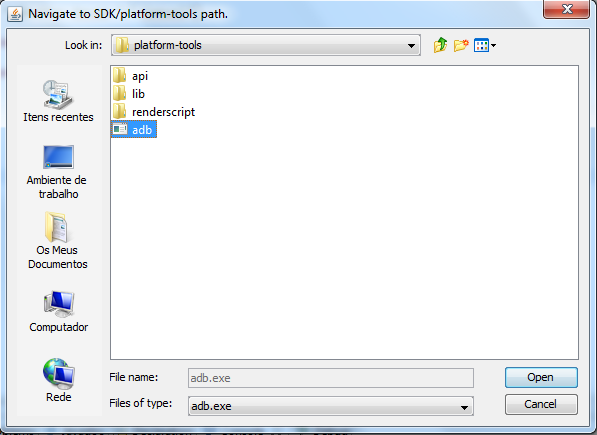 Navigate to SDK/platform-tools path.
Look in: platform-tools
api
lib
renderscript
adb
Itens recentes
Ambiente de
trabalho
Os Meus
Documentos
Computador
Rede
File name: adb.exe
Open
Files of type: adb.exe
Cancel